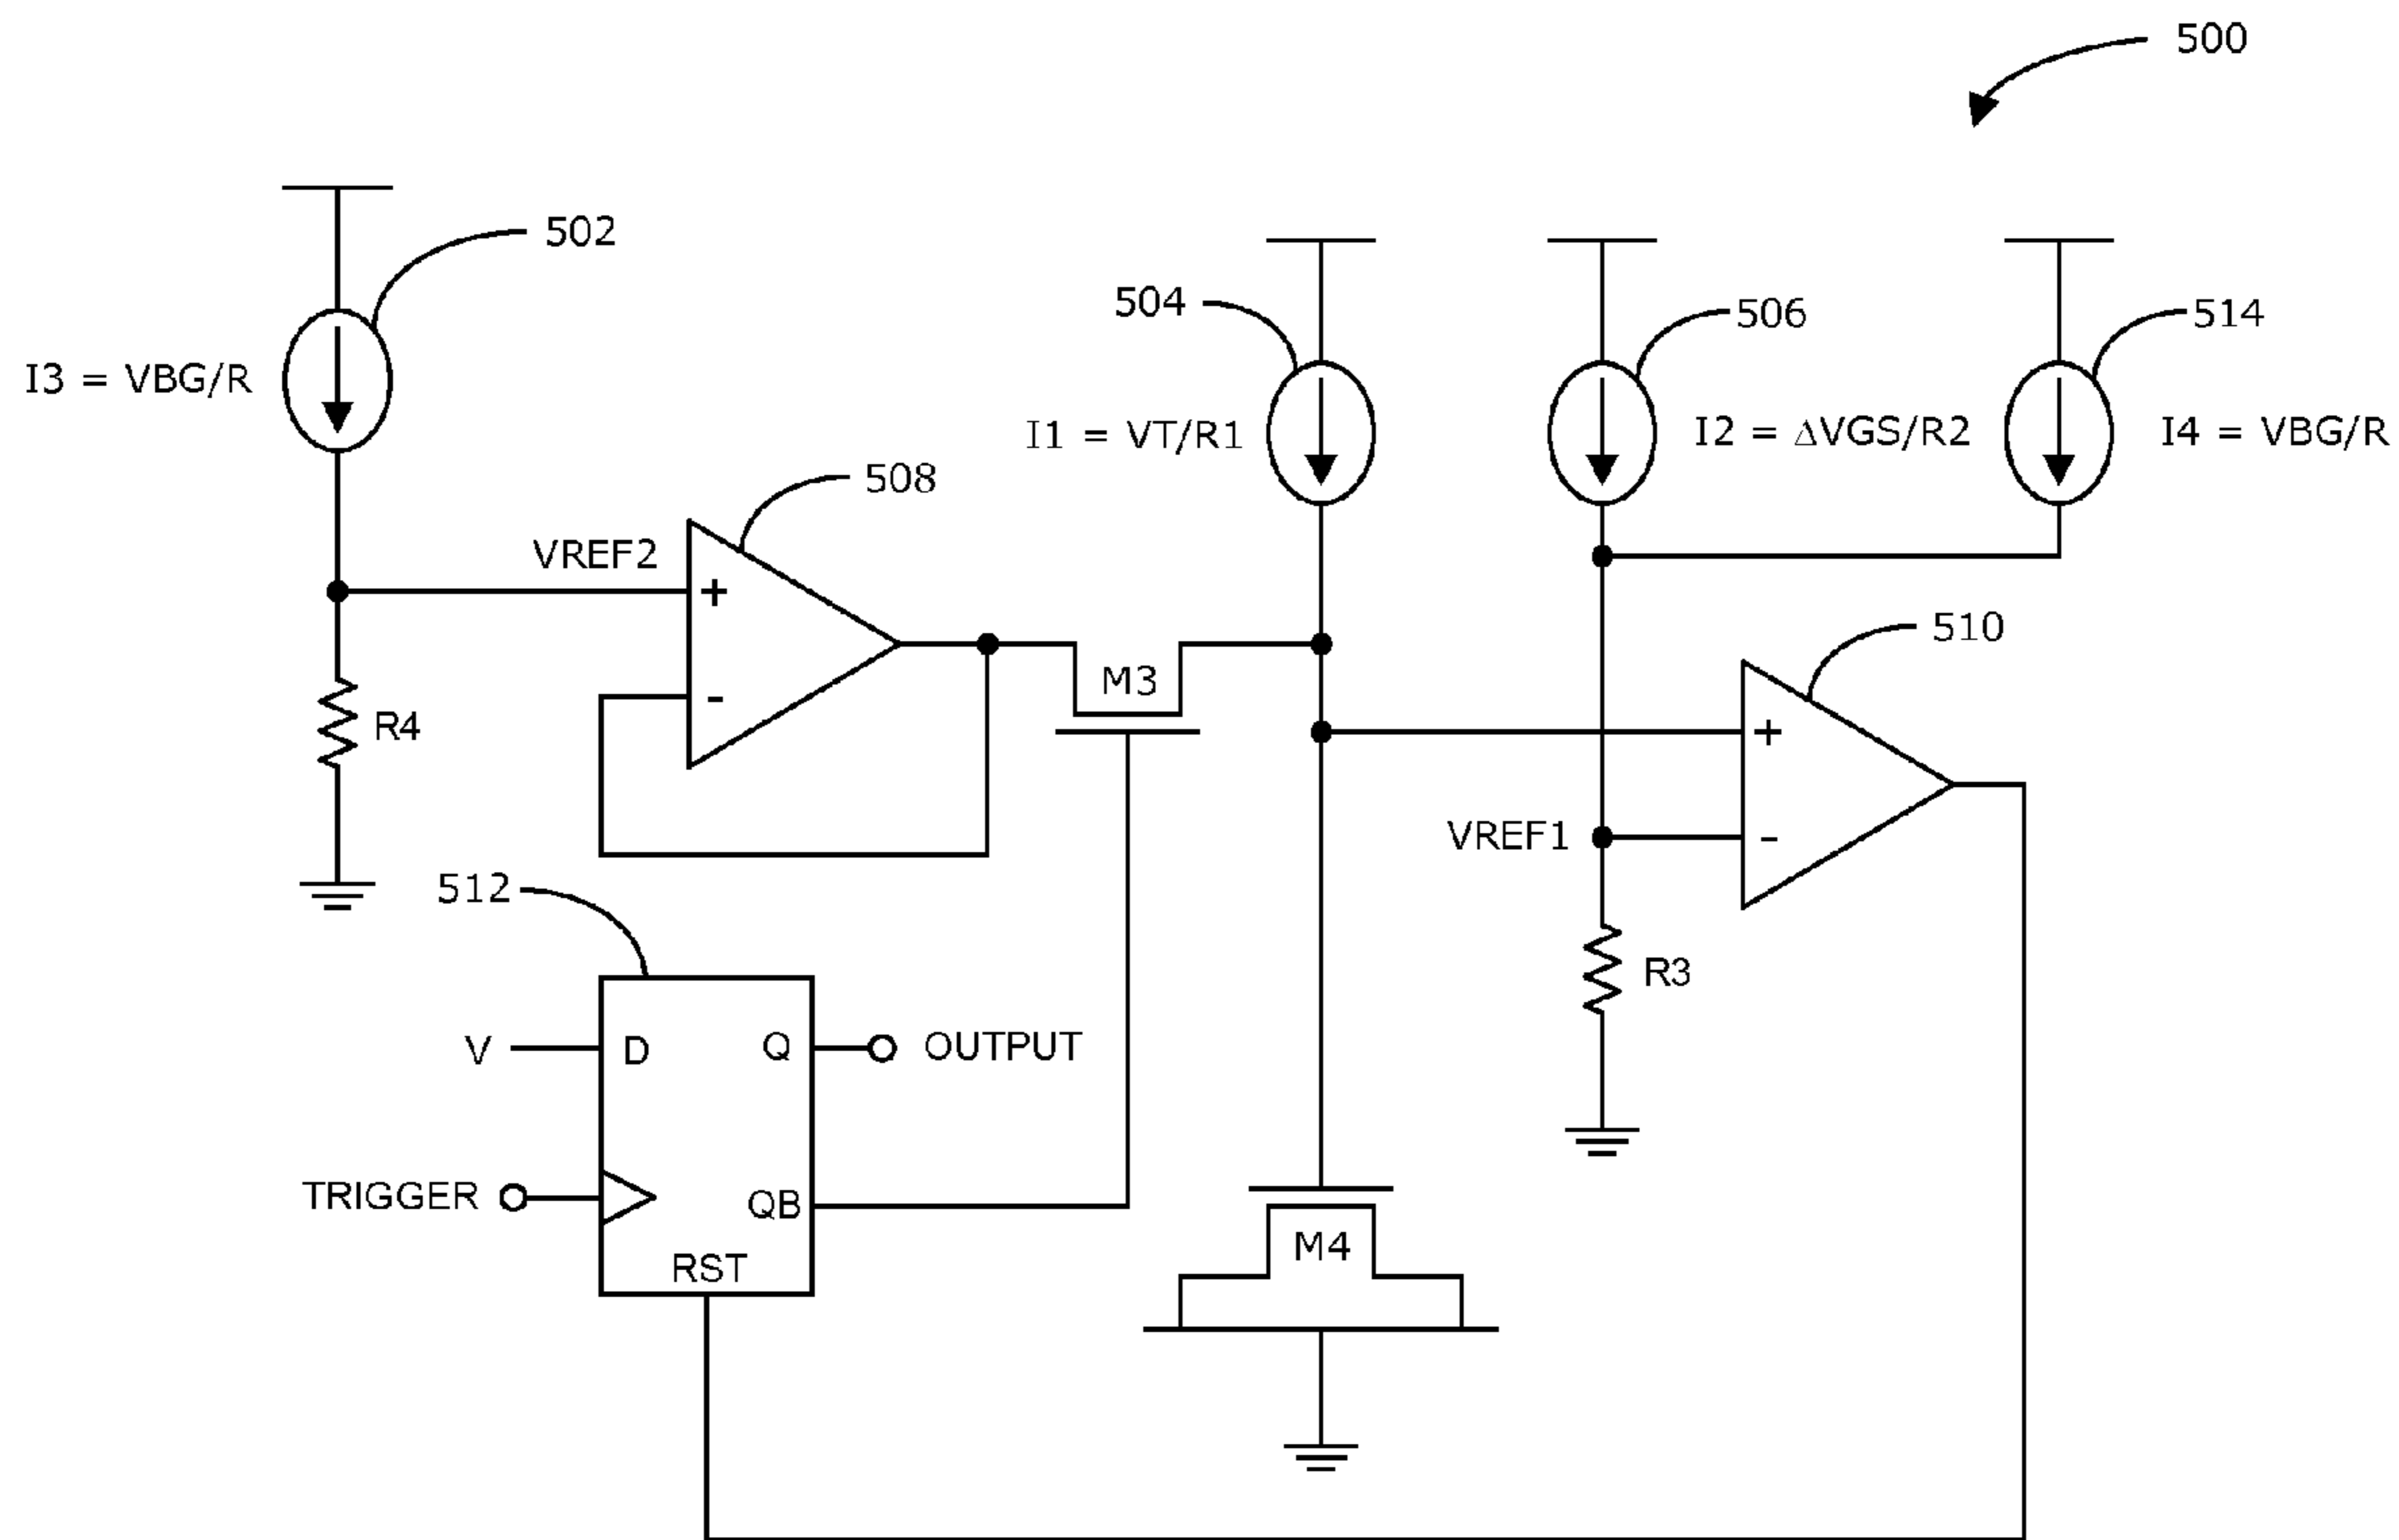 500
502
I3 = VBG/R
504
506
514
I1 = VT/R1
I2 = ΔVGS/R2
I4 = VBG/R
508
VREF2
+
-
M3
R4
510
+
-
VREF1
512
R3
V
D
Q
OUTPUT
TRIGGER
QB
RST
M4